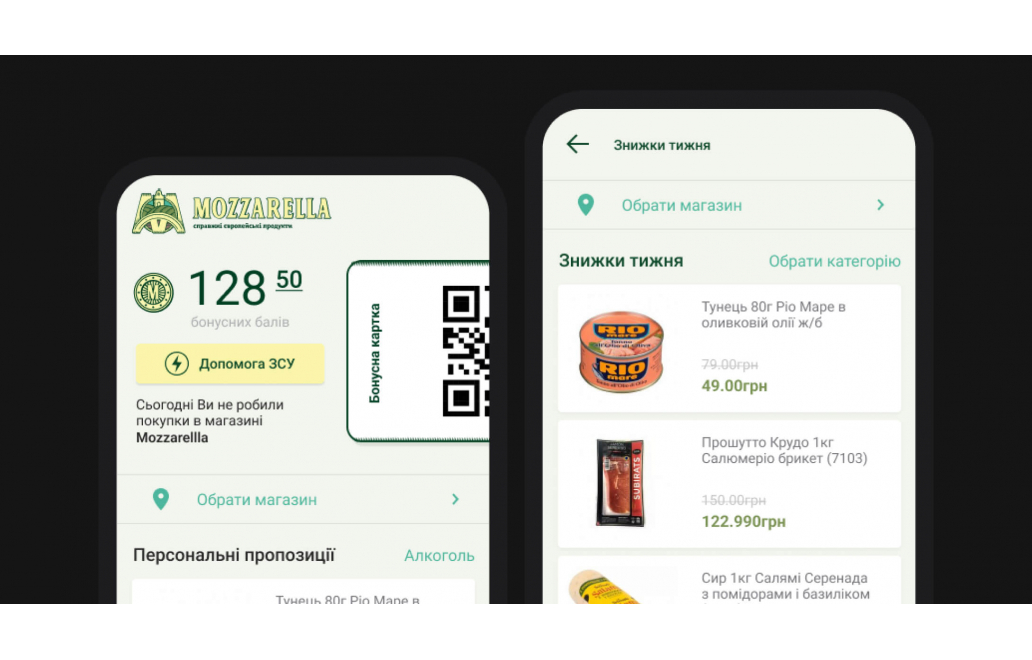 MOZZARELLA
справжні європейські продукти
128 50
бонусних балів
Допомога ЗСУ
Сьогодні Ви не робили
покупки в магазині
Mozzarellla
Бонусна картка
Обрати магазин
Персональні пропозиції
Алкоголь
Тунець 80г Ріо Маре в
Знижки тижня
Обрати магазин
Знижки тижня
Обрати категорію
RIO
mare
RIO
mare
Тунець 80г Ріо Маре в
оливковій олії ж/б
79.00грн
49.00грн
SUBIRATS
Прошутто Крудо 1кг
Салюмеріо брикет (7103)
150.00грн
122.990грн
Сир 1кг Салямі Серенада
з помідорами і базиліком